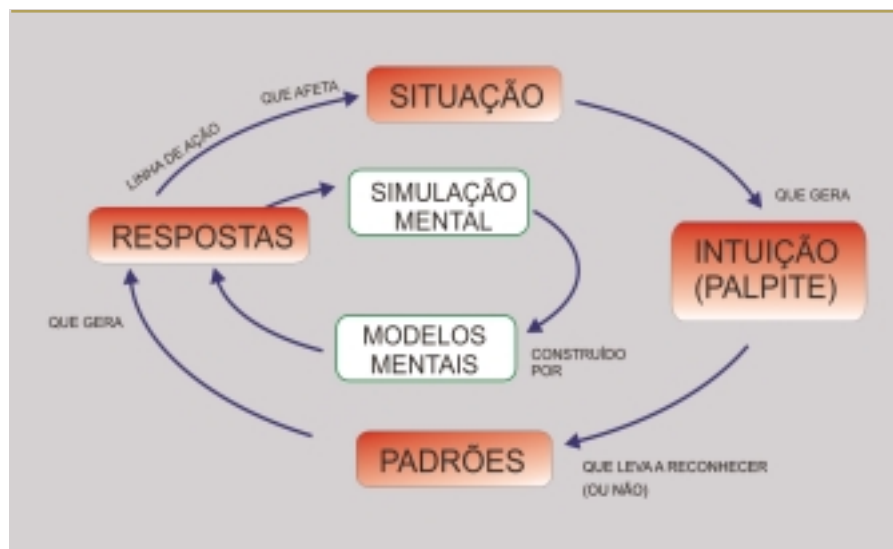 QUE AFETA
SITUAÇÃO
LINHA DE AÇÃO
SIMULAÇÃO
MENTAL
QUE GERA
RESPOSTAS
INTUIÇÃO
(PALPITE)
QUE GERA
MODELOS
MENTAIS
CONSTRUÍDO
POR
PADRÕES
QUE LEVA A RECONHECER
(OU NÃO)